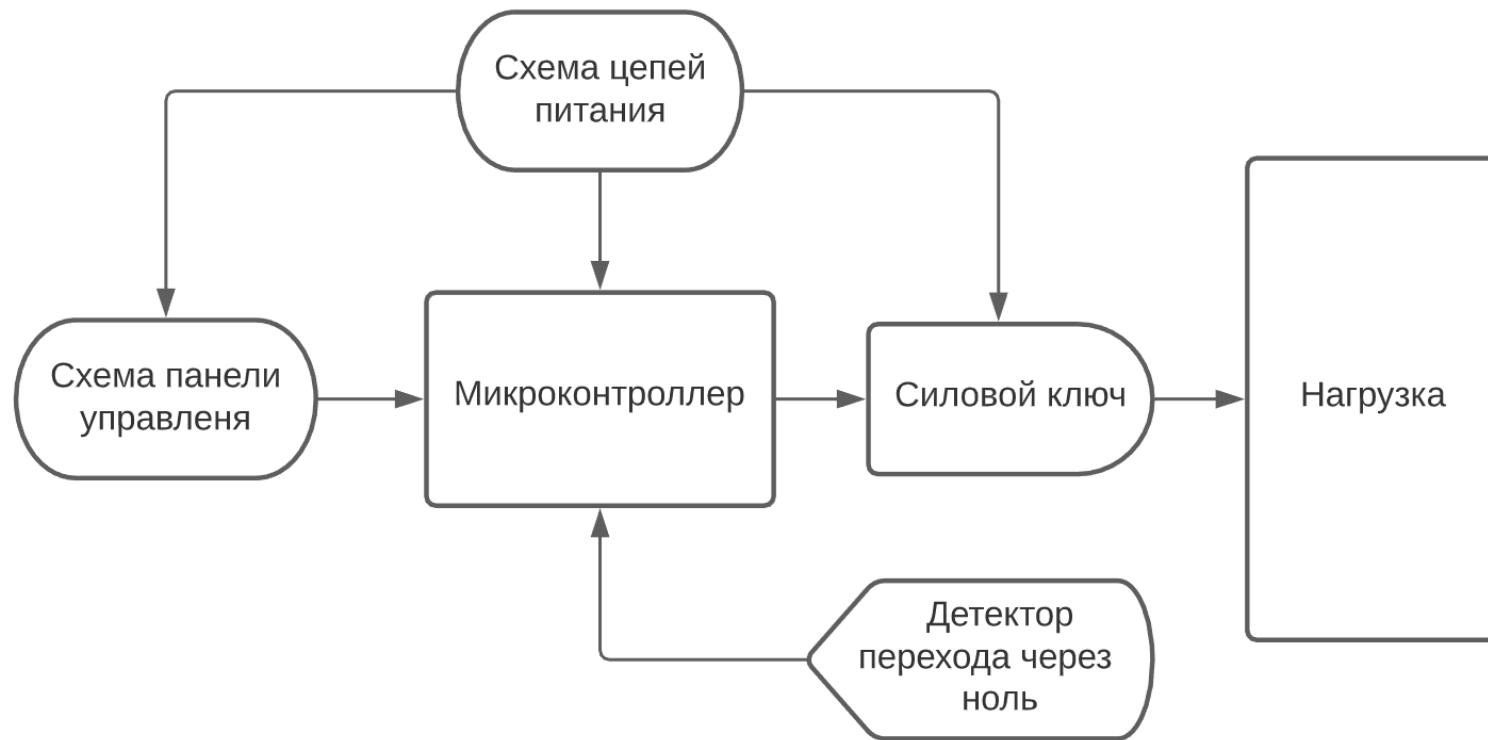 Схема цепей
питания
Схема панели
управленя
Микроконтроллер
Силовой ключ
Нагрузка
Детектор
перехода через
ноль